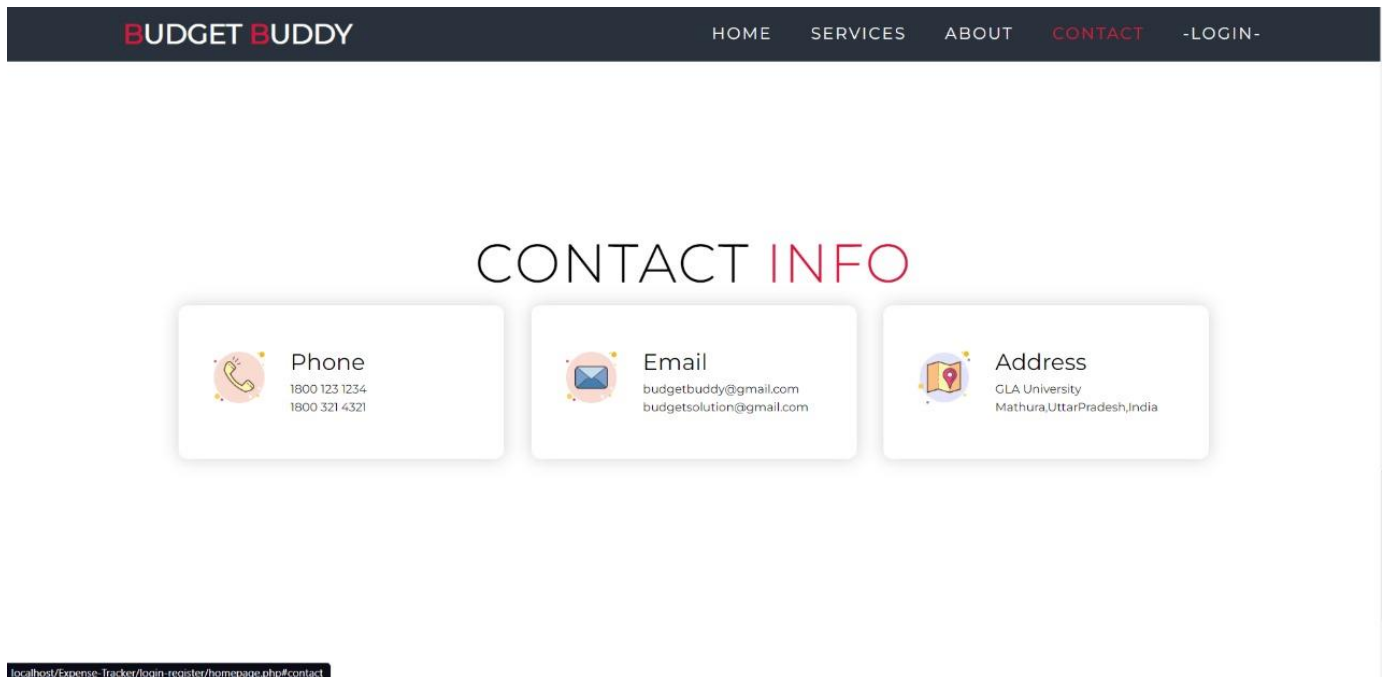 BUDGET BUDDY
HOME SERVICES ABOUT CONTACT -LOGIN-
CONTACT INFO
Phone
1800 123 1234
1800 321 4321
Email
budgetbuddy@gmail.com
budgetsolution@gmail.com
Address
GLA University
Mathura,UttarPradesh,India
localhost/Expense-Tracker/login-register/homepage.php#contact